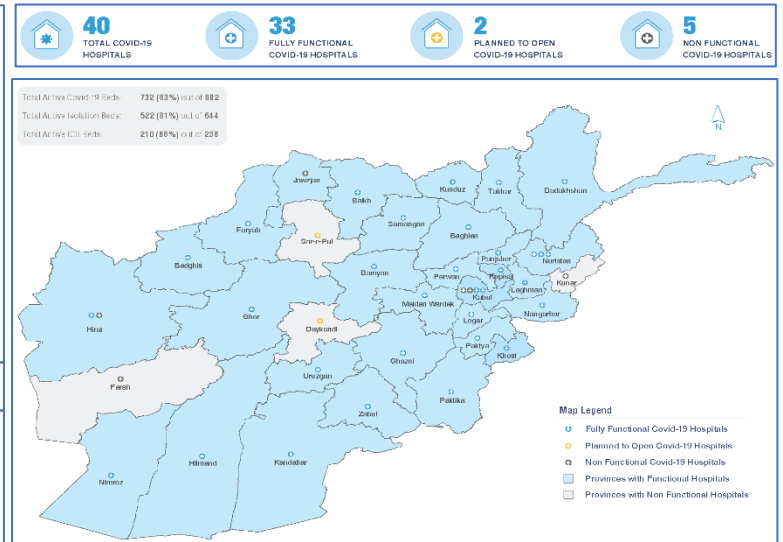 40
TOTAL COVID-19
HOSPITALS
33
FULLY FUNCTIONAL
COVID-19 HOSPITALS
2
PLANNED TO OPEN
COVID-19 HOSPITALS
5
NON FUNCTIONAL
COVID-19 HOSPITALS
Total Active Covid-19 Beds: 732 (83%) out of 882
Total Active Isolation Beds: 522 (81%) out of 644
Total Active ICU Beds: 210 (88%) out of 238
N
Jawzjan
Balkh
Kunduz
Takhar
Badakhshan
Faryab
Sar-e-Pul
Samangan
Baghlan
Badghis
Bamyan
Parwan
Panjsher
Kapisa
Nuristan
Kunar
Laghman
Kabul
Maidan Wardak
Nangarhar
Logar
Hirat
Ghor
Daykundi
Paktya
Khost
Ghazni
Farah
Uruzgan
Paktika
Zabel
Nimroz
Hilmand
Kandahar
Map Legend
Fully Functional Covid-19 Hospitals
Planned to Open Covid-19 Hospitals
Non Functional Covid-19 Hospitals
Provinces with Functional Hospitals
Provinces with Non Functional Hospitals